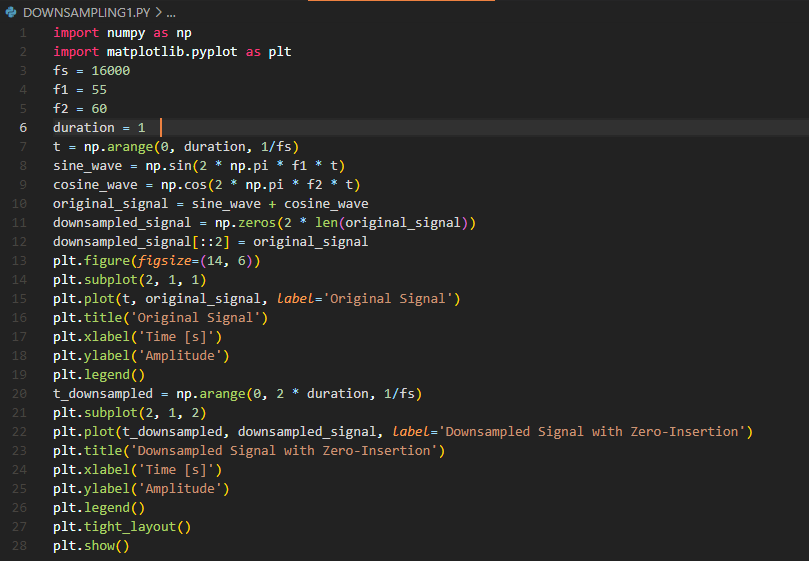 DOWNSAMPLING1.PY > ...
1 import numpy as np
2 import matplotlib.pyplot as plt
3 fs = 16000
4 f1 = 55
5 f2 = 60
6 duration = 1
7 t = np.arange(0, duration, 1/fs)
8 sine_wave = np.sin(2 * np.pi * f1 * t)
9 cosine_wave = np.cos(2 * np.pi * f2 * t)
10 original_signal = sine_wave + cosine_wave
11 downsampled_signal = np.zeros(2 * len(original_signal))
12 downsampled_signal[::2] = original_signal
13 plt.figure(figsize=(14, 6))
14 plt.subplot(2, 1, 1)
15 plt.plot(t, original_signal, label='Original Signal')
16 plt.title('Original Signal')
17 plt.xlabel('Time [s]')
18 plt.ylabel('Amplitude')
19 plt.legend()
20 t_downsampled = np.arange(0, 2 * duration, 1/fs)
21 plt.subplot(2, 1, 2)
22 plt.plot(t_downsampled, downsampled_signal, label='Downsampled Signal with Zero-Insertion')
23 plt.title('Downsampled Signal with Zero-Insertion')
24 plt.xlabel('Time [s]')
25 plt.ylabel('Amplitude')
26 plt.legend()
27 plt.tight_layout()
28 plt.show()